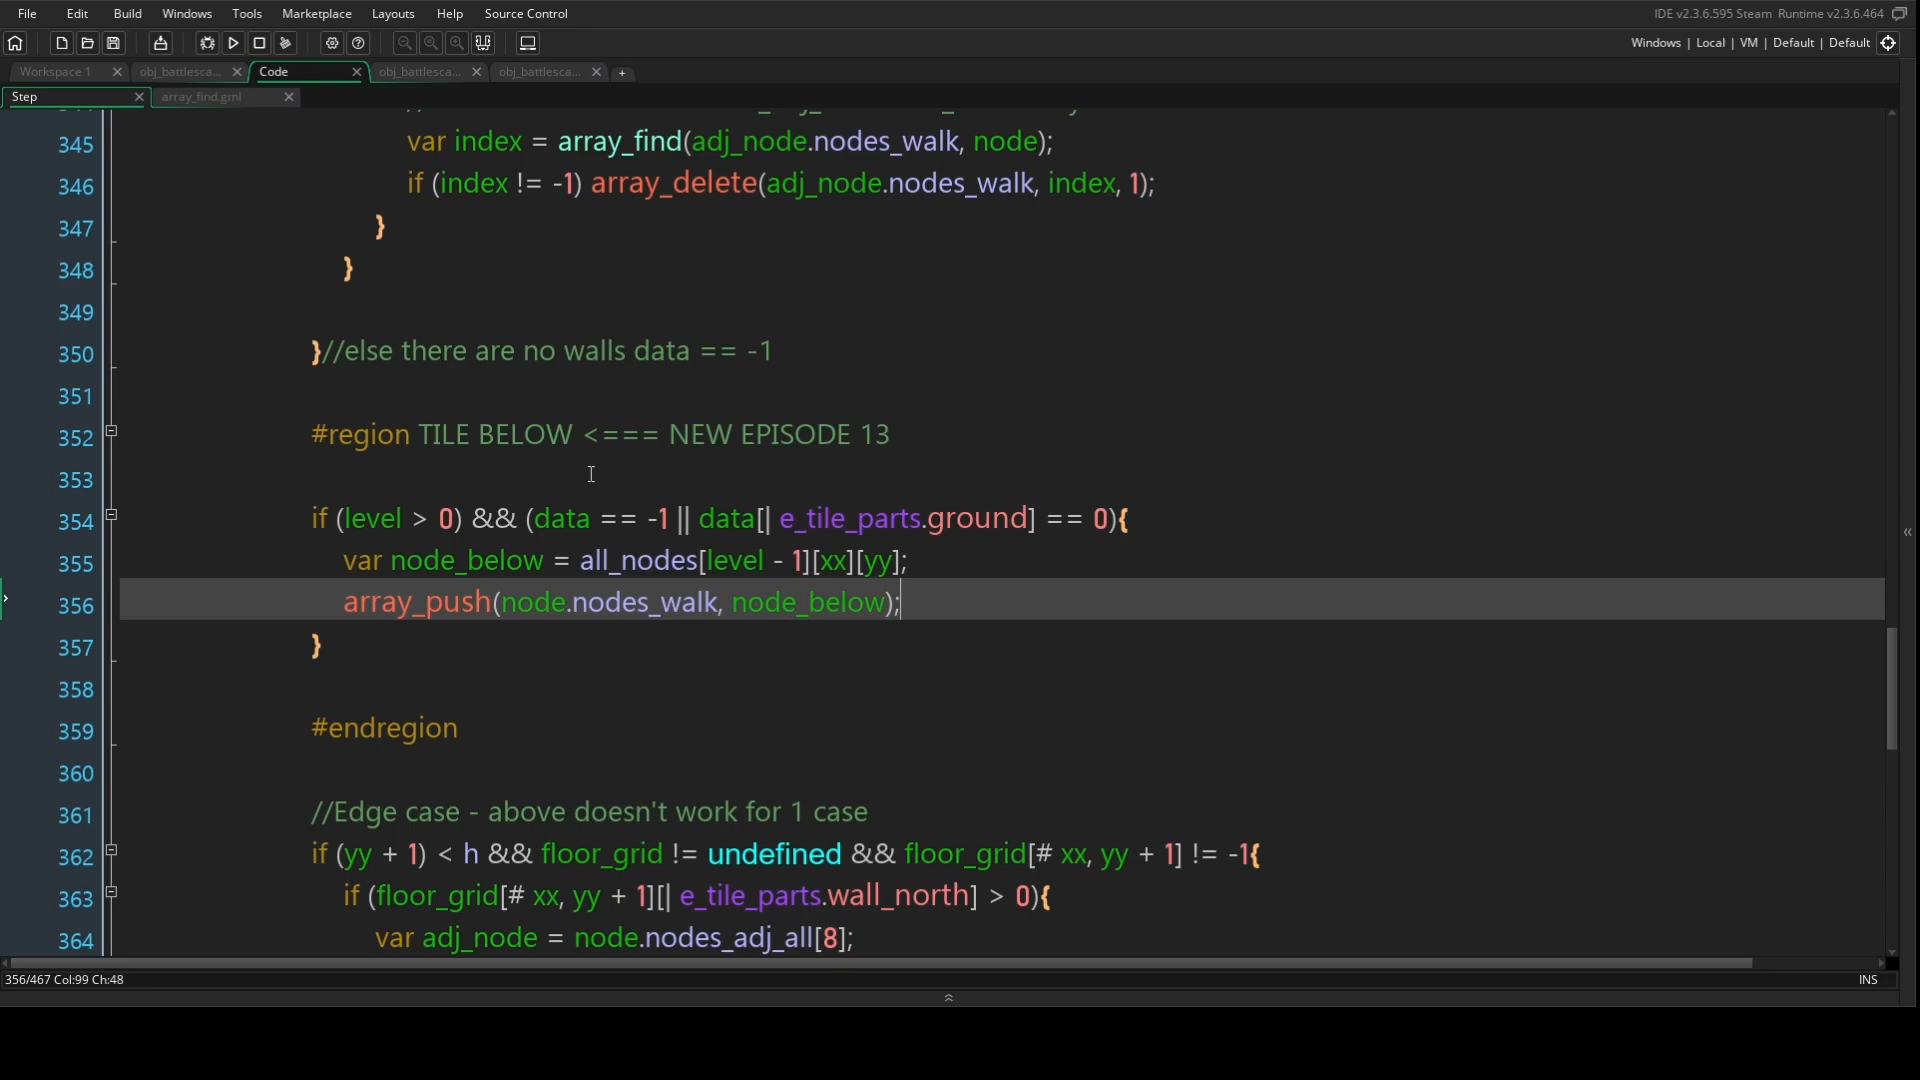 File Edit Build Windows Tools Marketplace Layouts Help Source Control
IDE v2.3.6.595 Steam Runtime v2.3.6.464
Windows | Local | VM | Default | Default
Workspace 1 obj_battlesca... Code obj_battlesca... obj_battlesca... +
Step array_find.gml
345 var index = array_find(adj_node.nodes_walk, node);
346 if (index != -1) array_delete(adj_node.nodes_walk, index, 1);
347 }
348 }
349
350 }//else there are no walls data == -1
351
352 #region TILE BELOW <=== NEW EPISODE 13
353
354 if (level > 0) && (data == -1 || data[| e_tile_parts.ground] == 0){
355 var node_below = all_nodes[level - 1][xx][yy];
356 array_push(node.nodes_walk, node_below);
357 }
358
359 #endregion
360
361 //Edge case - above doesn't work for 1 case
362 if (yy + 1) < h && floor_grid != undefined && floor_grid[# xx, yy + 1] != -1{
363 if (floor_grid[# xx, yy + 1][| e_tile_parts.wall_north] > 0){
364 var adj_node = node.nodes_adj_all[8];
356/467 Col:99 Ch:48 INS